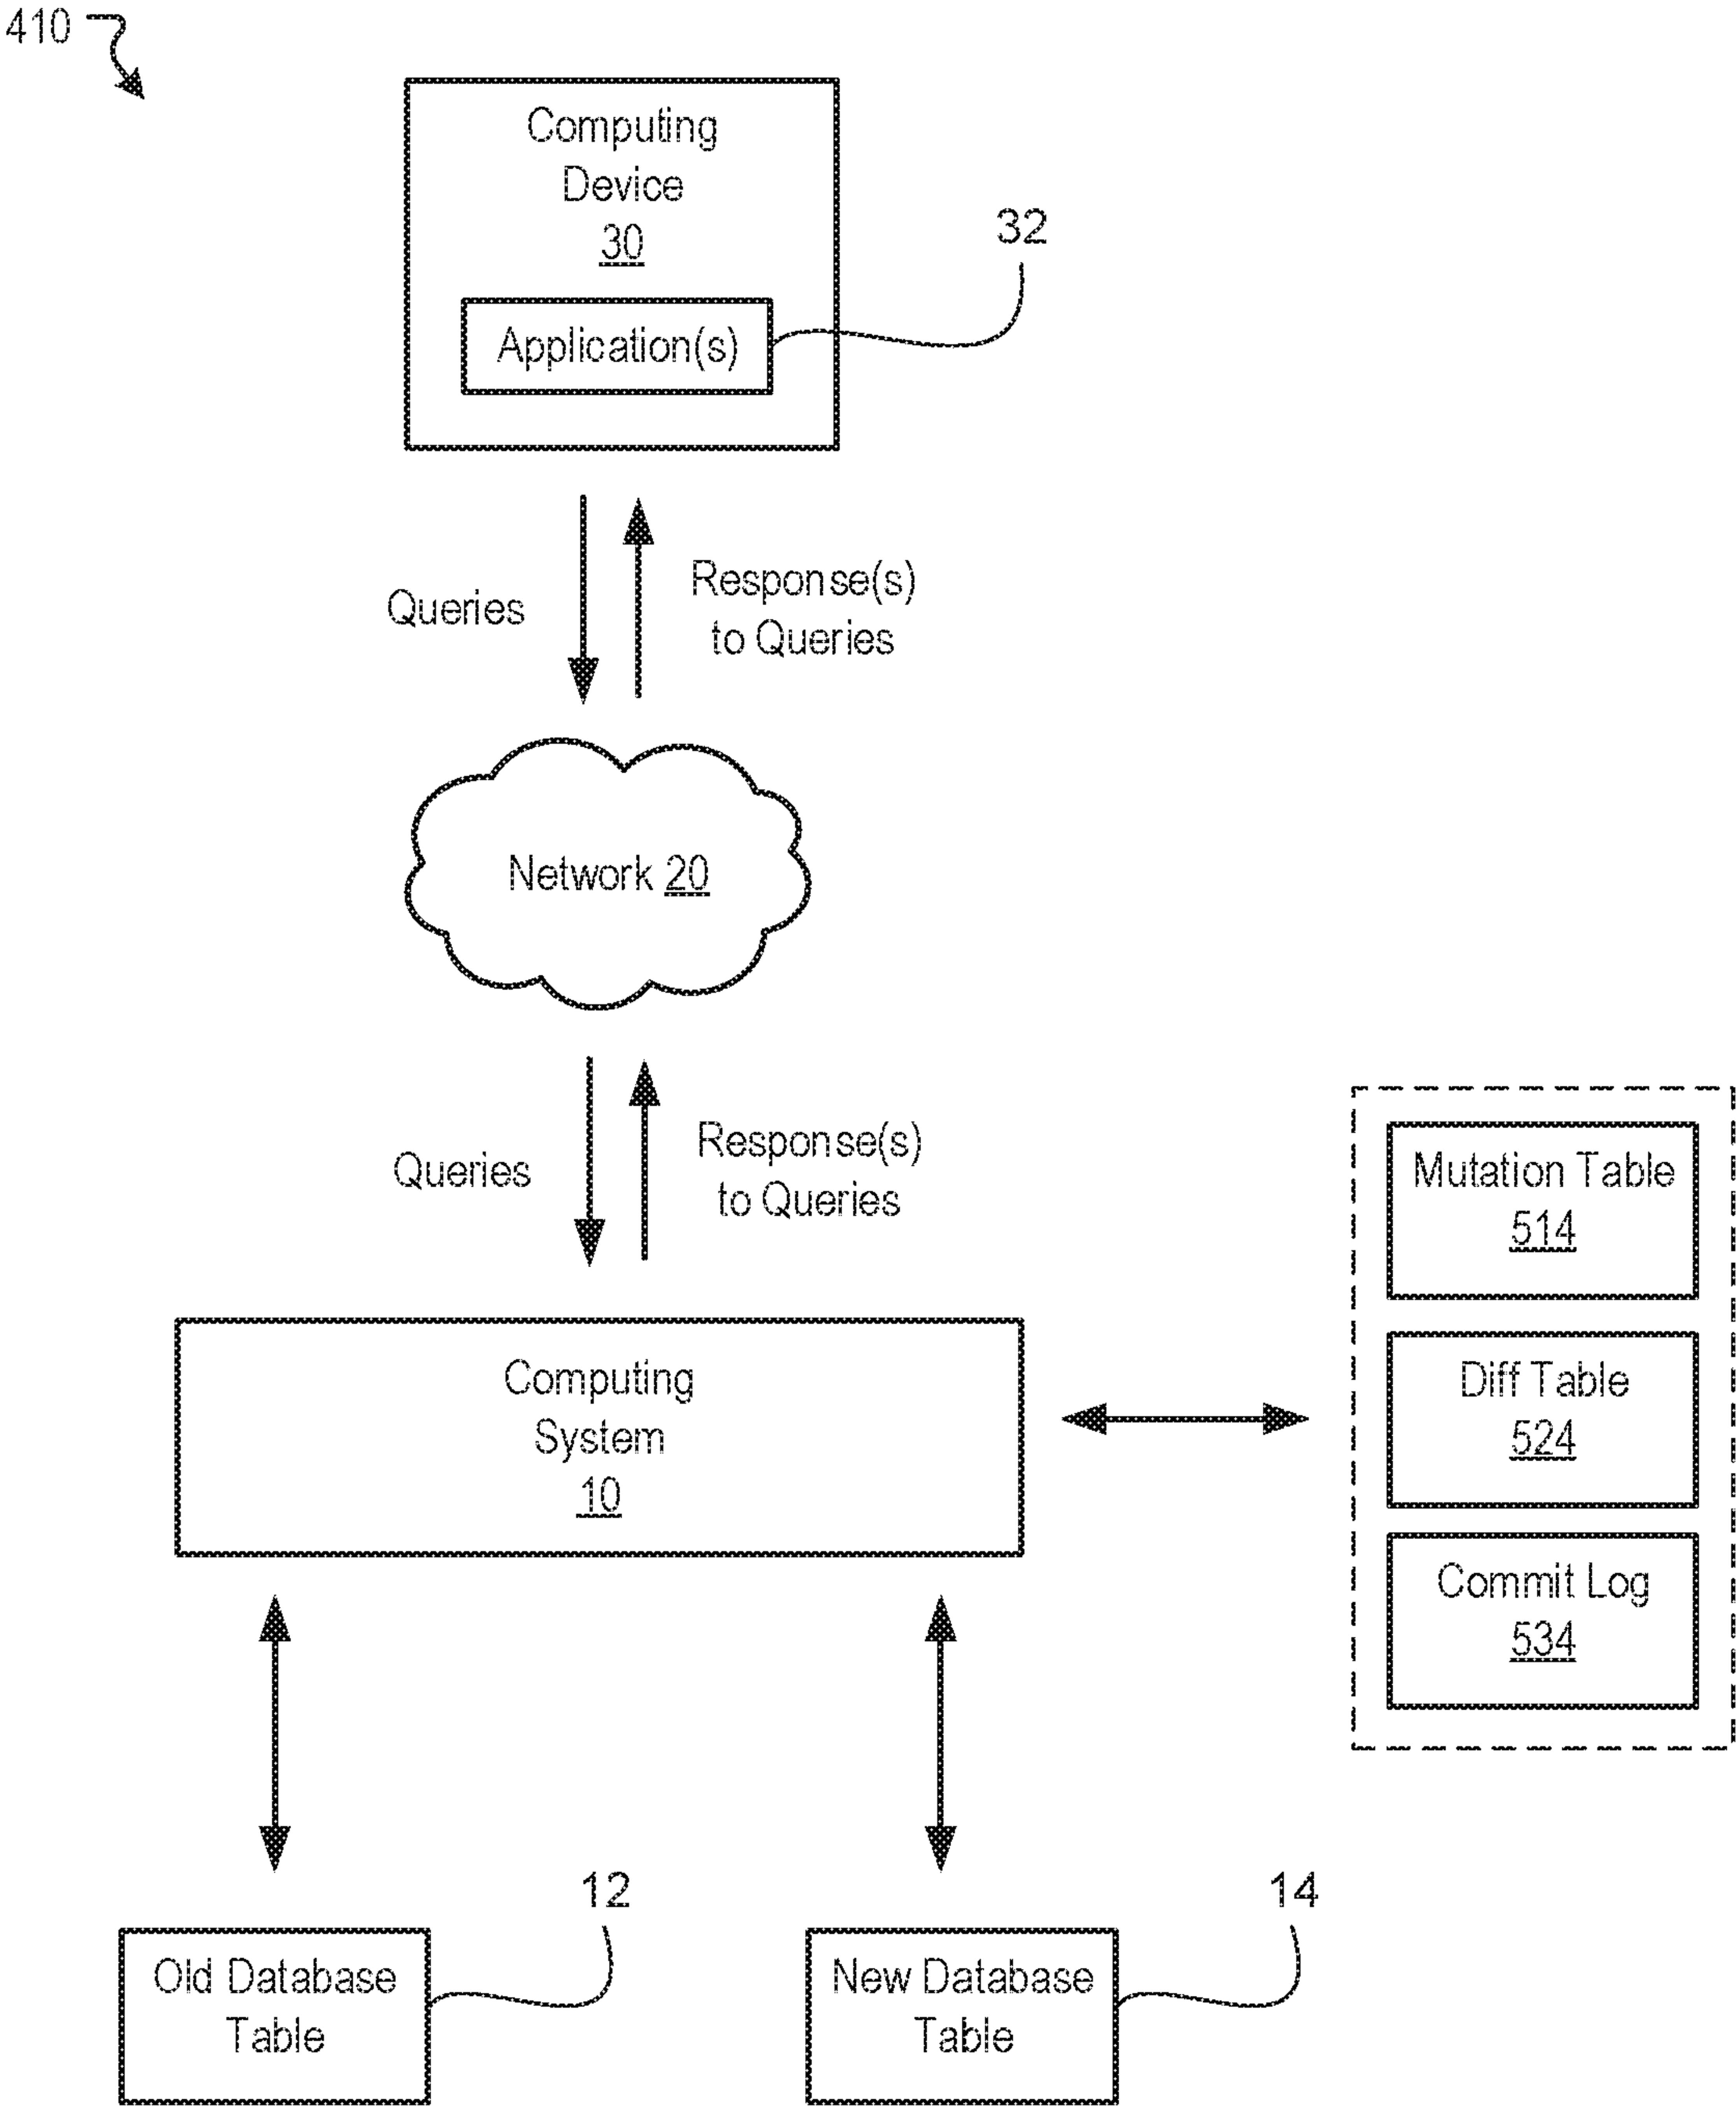 410
Computing
Device
30
32
Application(s)
Queries
Response(s)
to Queries
Network 20
Queries
Response(s)
to Queries
Mutation Table
514
Computing
System
10
Diff Table
524
Commit Log
534
12
14
Old Database
Table
New Database
Table